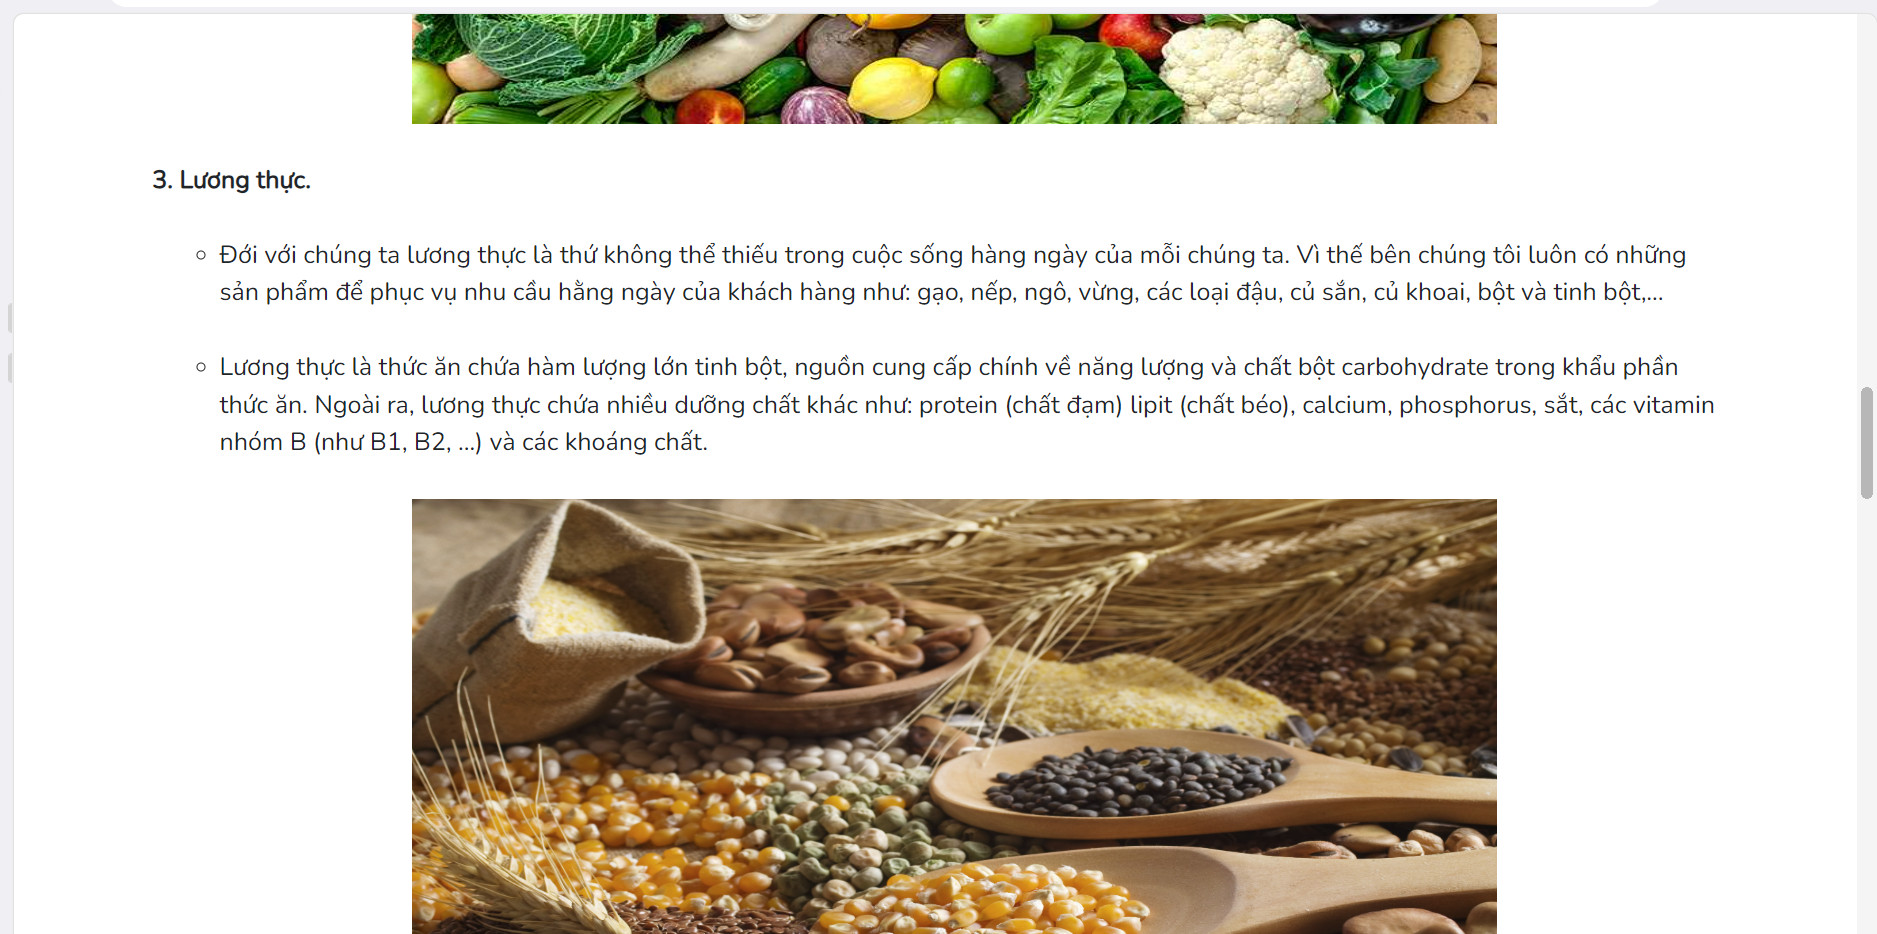 3. Lương thực.
Đới với chúng ta lương thực là thứ không thể thiếu trong cuộc sống hàng ngày của mỗi chúng ta. Vì thế bên chúng tôi luôn có những
sản phẩm để phục vụ nhu cầu hằng ngày của khách hàng như: gạo, nếp, ngô, vừng, các loại đậu, củ sắn, củ khoai, bột và tinh bột,...
Lương thực là thức ăn chứa hàm lượng lớn tinh bột, nguồn cung cấp chính về năng lượng và chất bột carbohydrate trong khẩu phần
thức ăn. Ngoài ra, lương thực chứa nhiều dưỡng chất khác như: protein (chất đạm) lipit (chất béo), calcium, phosphorus, sắt, các vitamin
nhóm B (như B1, B2, ...) và các khoáng chất.